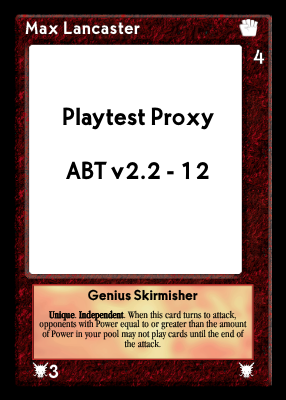 Max Lancaster
4
Playtest Proxy
ABT v2.2 - 12
Genius Skirmisher
Unique. Independent. When this card turns to attack,
opponents with Power equal to or greater than the amount
of Power in your pool may not play cards until the end of
the attack.
3